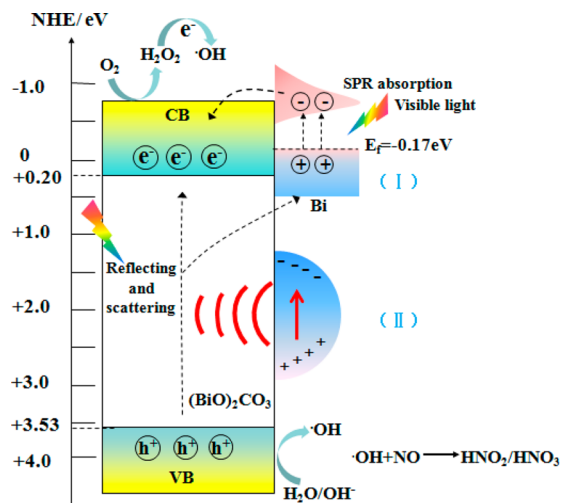 NHE/ eV
e⁻
H₂O₂ ·OH
O₂
-1.0
SPR absorption
Visible light
CB
− −
E_f=-0.17eV
0
e⁻ e⁻ e⁻
+ +
+0.20
(Ⅰ)
Bi
+1.0
Reflecting
and
scattering
- - - -
+2.0
(Ⅱ)
+ + + +
+3.0
(BiO)₂CO₃
+3.53
·OH
h⁺ h⁺ h⁺
·OH+NO → HNO₂/HNO₃
+4.0
VB
H₂O/OH⁻